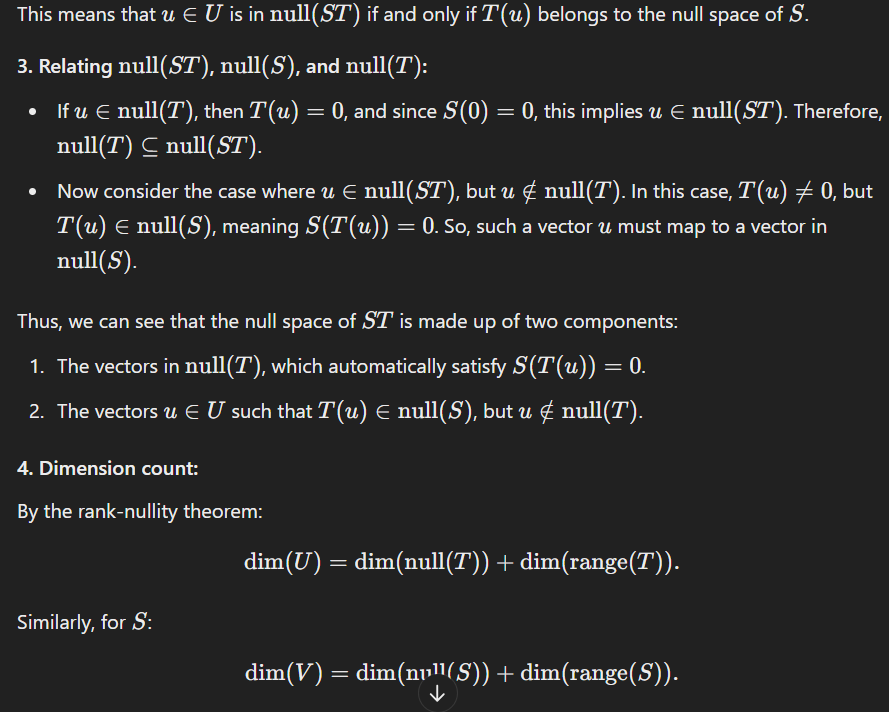 This means that u ∈ U is in null(ST) if and only if T(u) belongs to the null space of S.
3. Relating null(ST), null(S), and null(T):
• If u ∈ null(T), then T(u) = 0, and since S(0) = 0, this implies u ∈ null(ST). Therefore,
null(T) ⊆ null(ST).
• Now consider the case where u ∈ null(ST), but u ∉ null(T). In this case, T(u) ≠ 0, but
T(u) ∈ null(S), meaning S(T(u)) = 0. So, such a vector u must map to a vector in
null(S).
Thus, we can see that the null space of ST is made up of two components:
1. The vectors in null(T), which automatically satisfy S(T(u)) = 0.
2. The vectors u ∈ U such that T(u) ∈ null(S), but u ∉ null(T).
4. Dimension count:
By the rank-nullity theorem:
dim(U) = dim(null(T)) + dim(range(T)).
Similarly, for S:
dim(V) = dim(null(S)) + dim(range(S)).